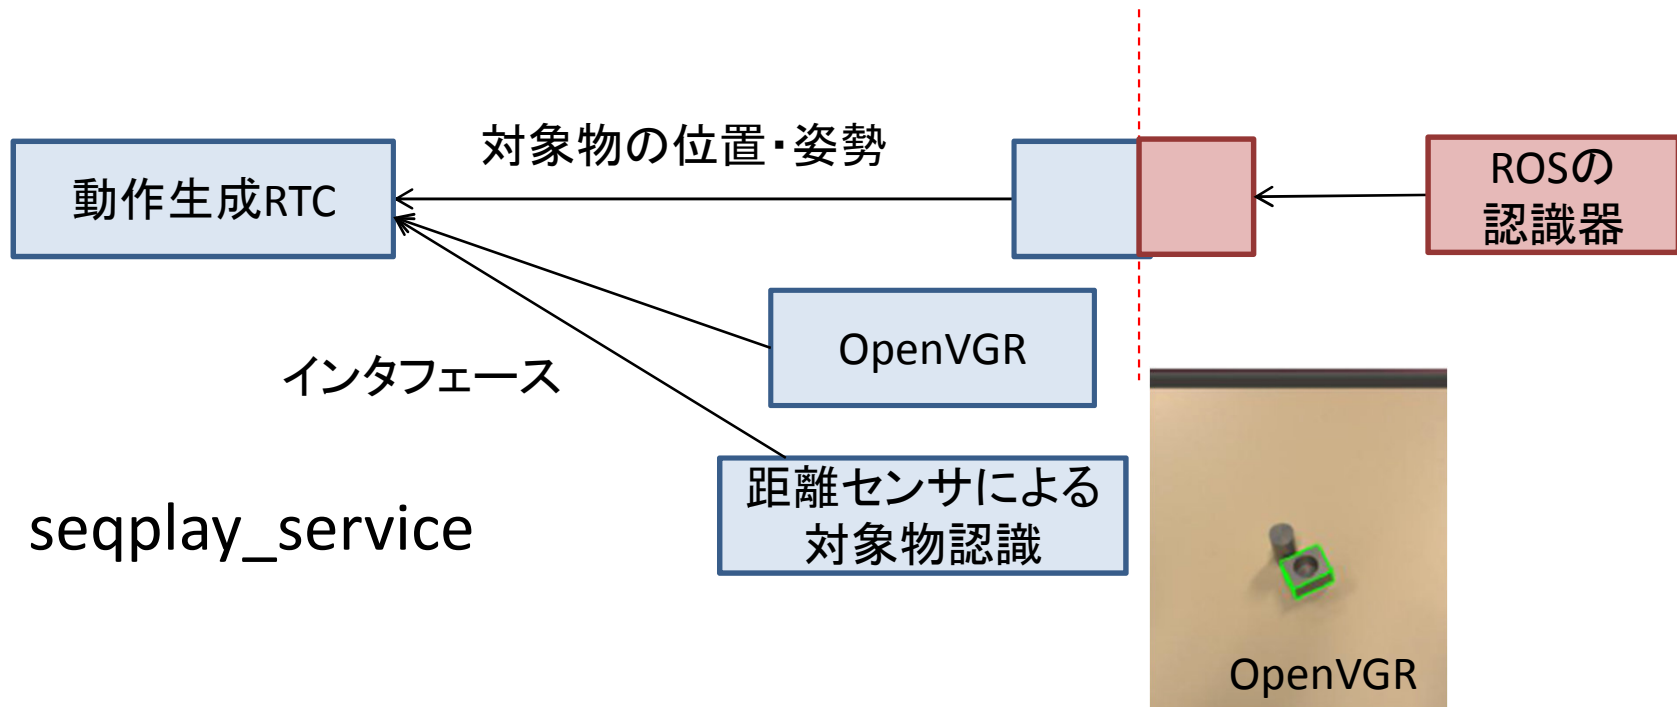 対象物の位置・姿勢
動作生成RTC
ROSの
認識器
OpenVGR
インタフェース
距離センサによる
対象物認識
seqplay_service
OpenVGR